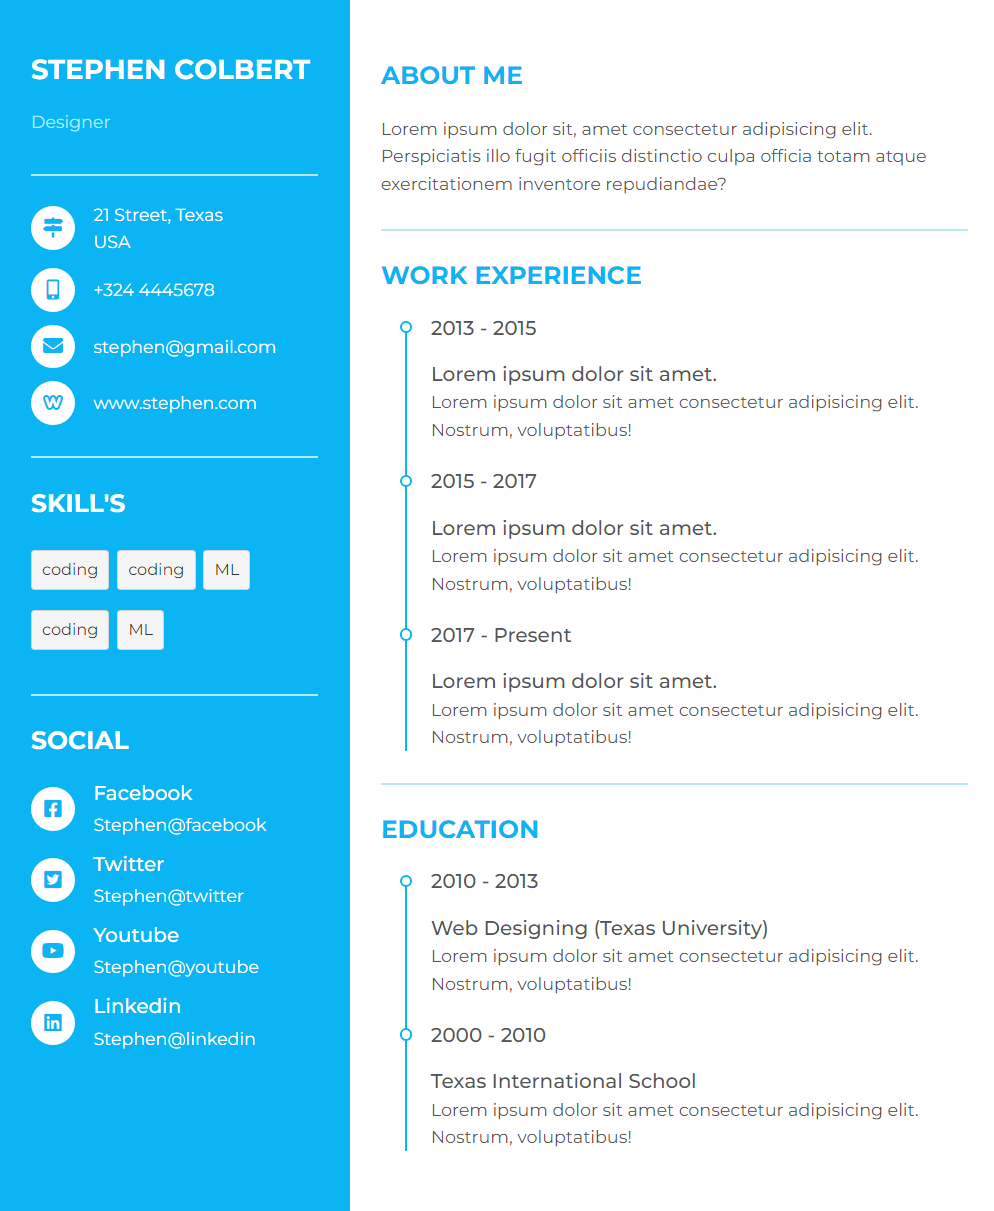 STEPHEN COLBERT
Designer
21 Street, Texas
USA
+324 4445678
stephen@gmail.com
www.stephen.com
SKILL'S
coding coding ML
coding ML
SOCIAL
Facebook
Stephen@facebook
Twitter
Stephen@twitter
Youtube
Stephen@youtube
Linkedin
Stephen@linkedin
ABOUT ME
Lorem ipsum dolor sit, amet consectetur adipisicing elit.
Perspiciatis illo fugit officiis distinctio culpa officia totam atque
exercitationem inventore repudiandae?
WORK EXPERIENCE
2013 - 2015
Lorem ipsum dolor sit amet.
Lorem ipsum dolor sit amet consectetur adipisicing elit.
Nostrum, voluptatibus!
2015 - 2017
Lorem ipsum dolor sit amet.
Lorem ipsum dolor sit amet consectetur adipisicing elit.
Nostrum, voluptatibus!
2017 - Present
Lorem ipsum dolor sit amet.
Lorem ipsum dolor sit amet consectetur adipisicing elit.
Nostrum, voluptatibus!
EDUCATION
2010 - 2013
Web Designing (Texas University)
Lorem ipsum dolor sit amet consectetur adipisicing elit.
Nostrum, voluptatibus!
2000 - 2010
Texas International School
Lorem ipsum dolor sit amet consectetur adipisicing elit.
Nostrum, voluptatibus!